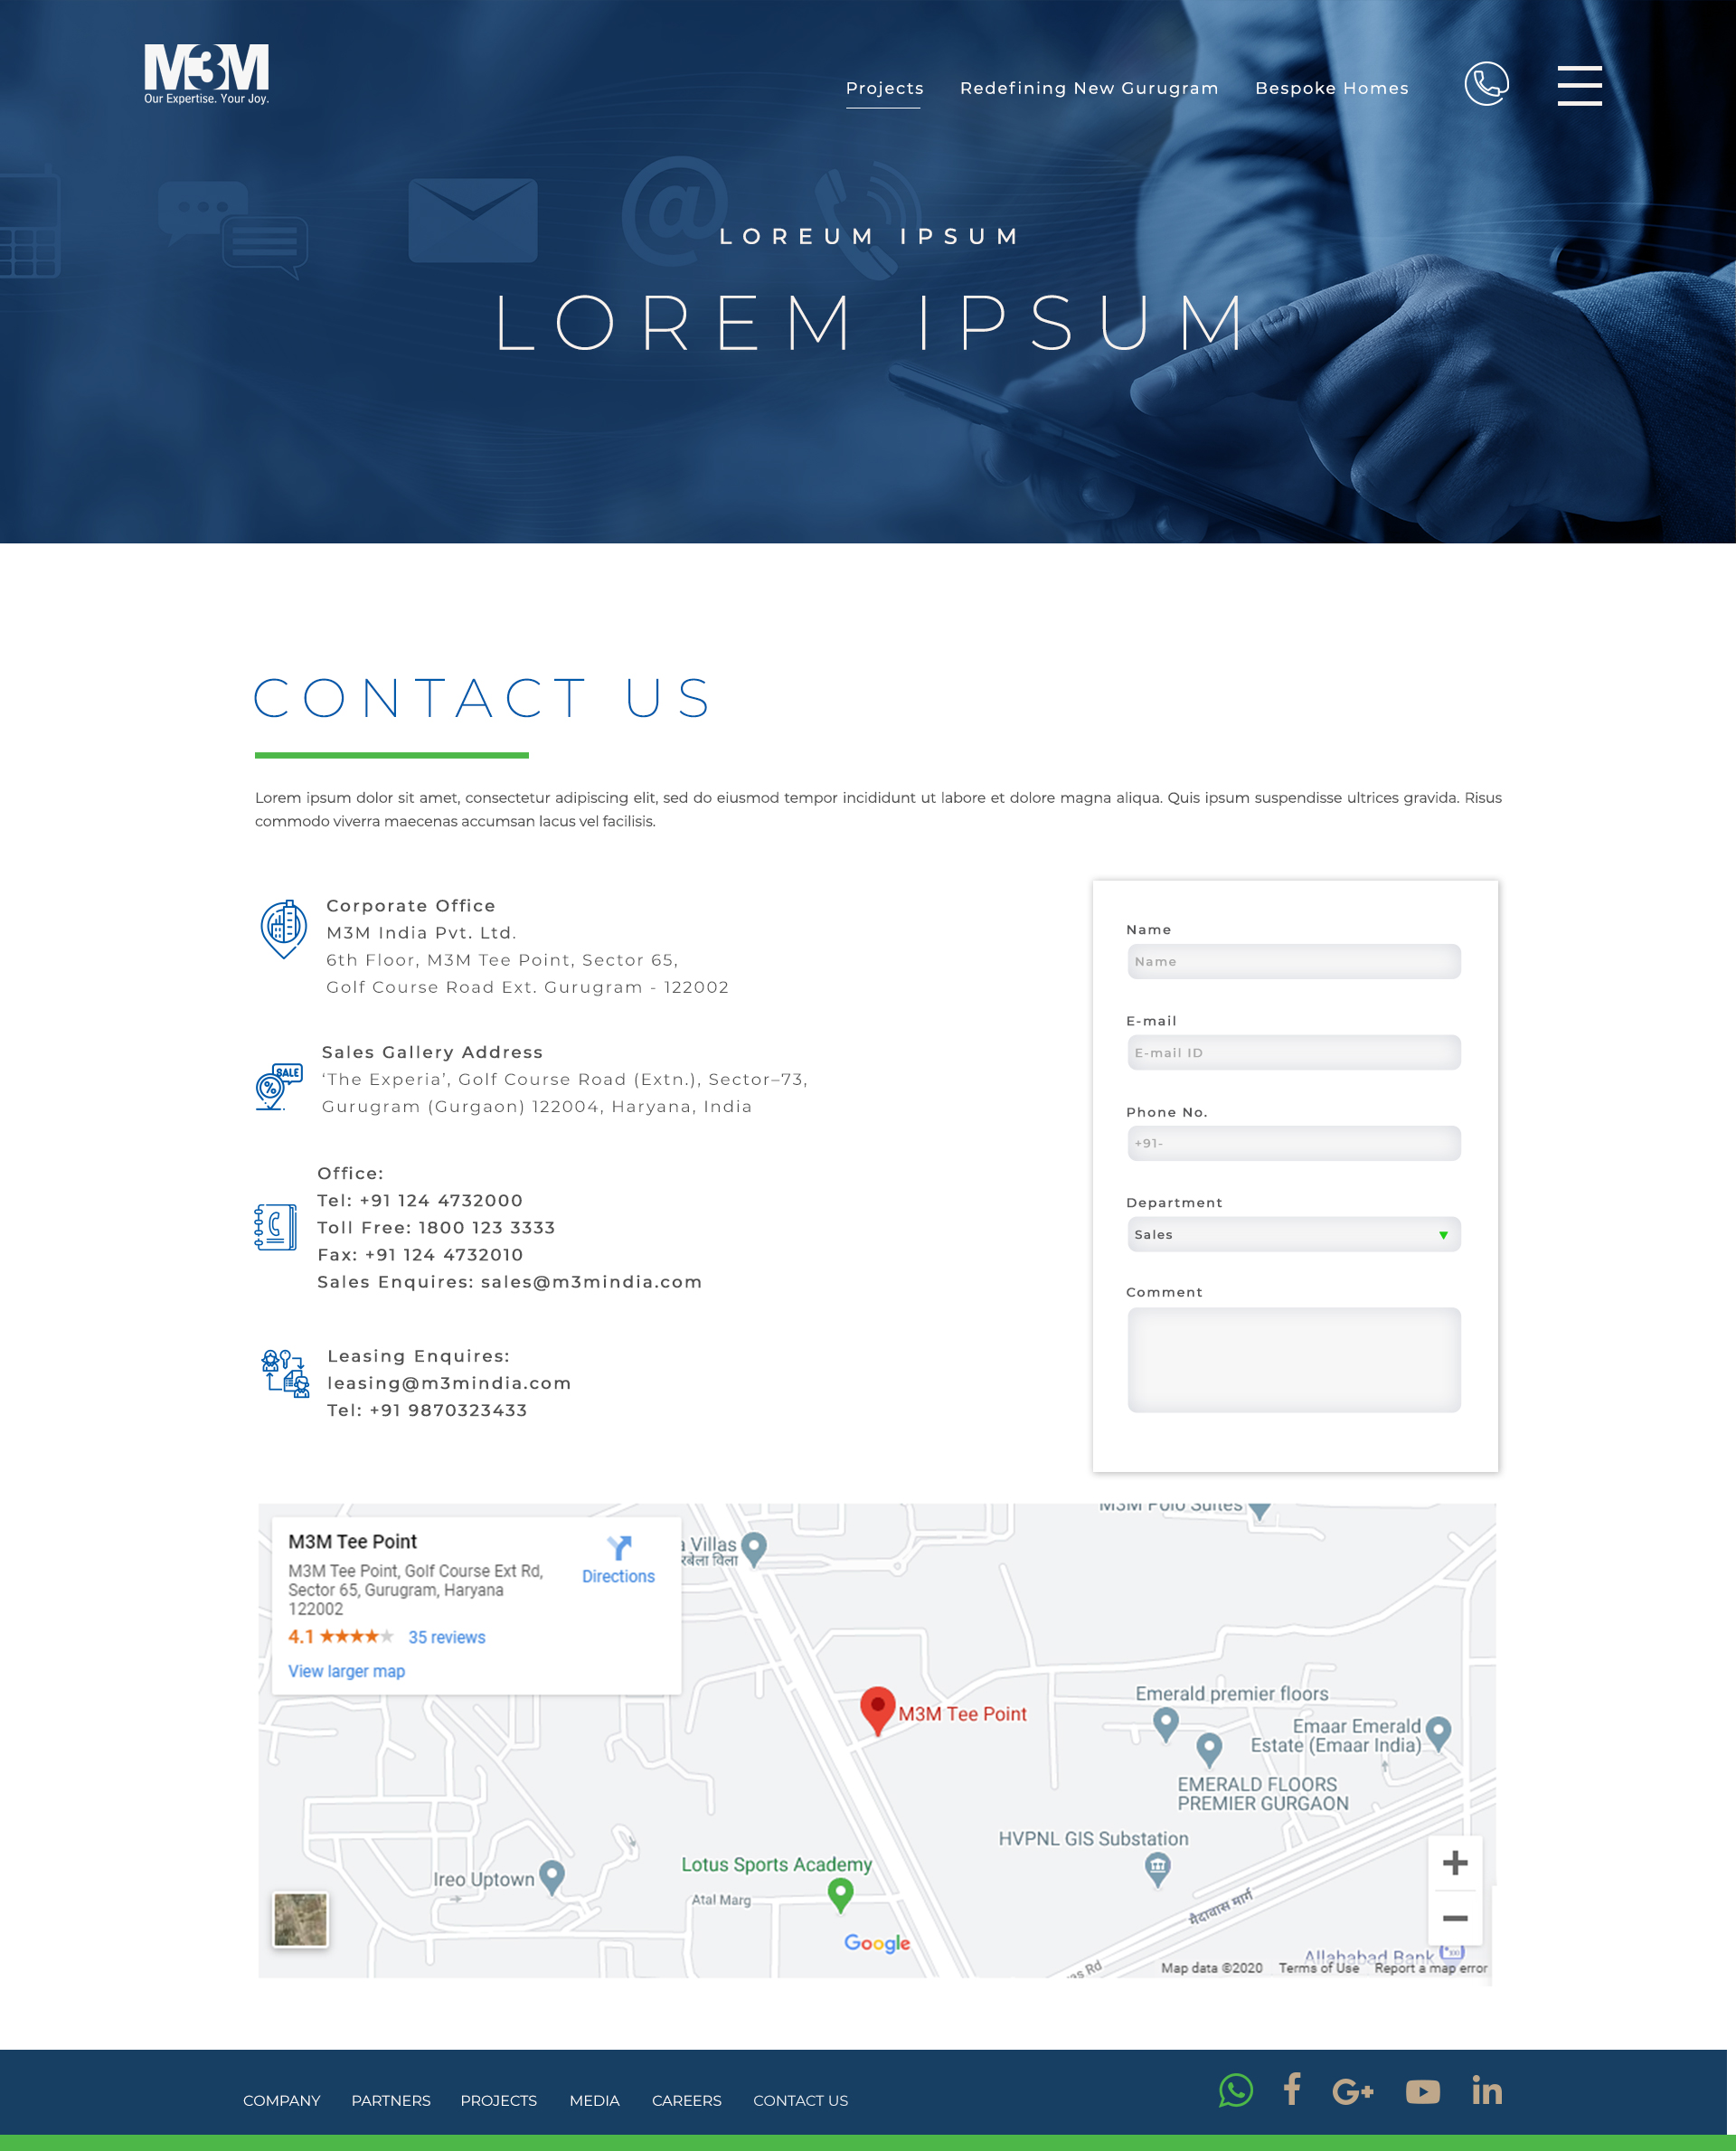 M3M
Our Expertise. Your Joy.
Projects
Redefining New Gurugram
Bespoke Homes
LOREUM IPSUM
LOREM IPSUM
CONTACT US
Lorem ipsum dolor sit amet, consectetur adipiscing elit, sed do eiusmod tempor incididunt ut labore et dolore magna aliqua. Quis ipsum suspendisse ultrices gravida. Risus
commodo viverra maecenas accumsan lacus vel facilisis.
Corporate Office
M3M India Pvt. Ltd.
6th Floor, M3M Tee Point, Sector 65,
Golf Course Road Ext. Gurugram - 122002
SALE
Sales Gallery Address
‘The Experia’, Golf Course Road (Extn.), Sector–73,
Gurugram (Gurgaon) 122004, Haryana, India
Office:
Tel: +91 124 4732000
Toll Free: 1800 123 3333
Fax: +91 124 4732010
Sales Enquires: sales@m3mindia.com
Leasing Enquires:
leasing@m3mindia.com
Tel: +91 9870323433
Name
Name
E-mail
E-mail ID
Phone No.
+91-
Department
Sales
Comment
M3M Tee Point
M3M Tee Point, Golf Course Ext Rd,
Sector 65, Gurugram, Haryana
122002
4.1
35 reviews
View larger map
Directions
a Villas
विला
M3M Polo Suites
M3M Tee Point
Emerald premier floors
Emaar Emerald
Estate (Emaar India)
EMERALD FLOORS
PREMIER GURGAON
HVPNL GIS Substation
Lotus Sports Academy
Ireo Uptown
Atal Marg
मैदावास मार्ग
Google
Allahabad Bank
Rd
Map data ©2020
Terms of Use
Report a map error
COMPANY
PARTNERS
PROJECTS
MEDIA
CAREERS
CONTACT US
f
G+
in